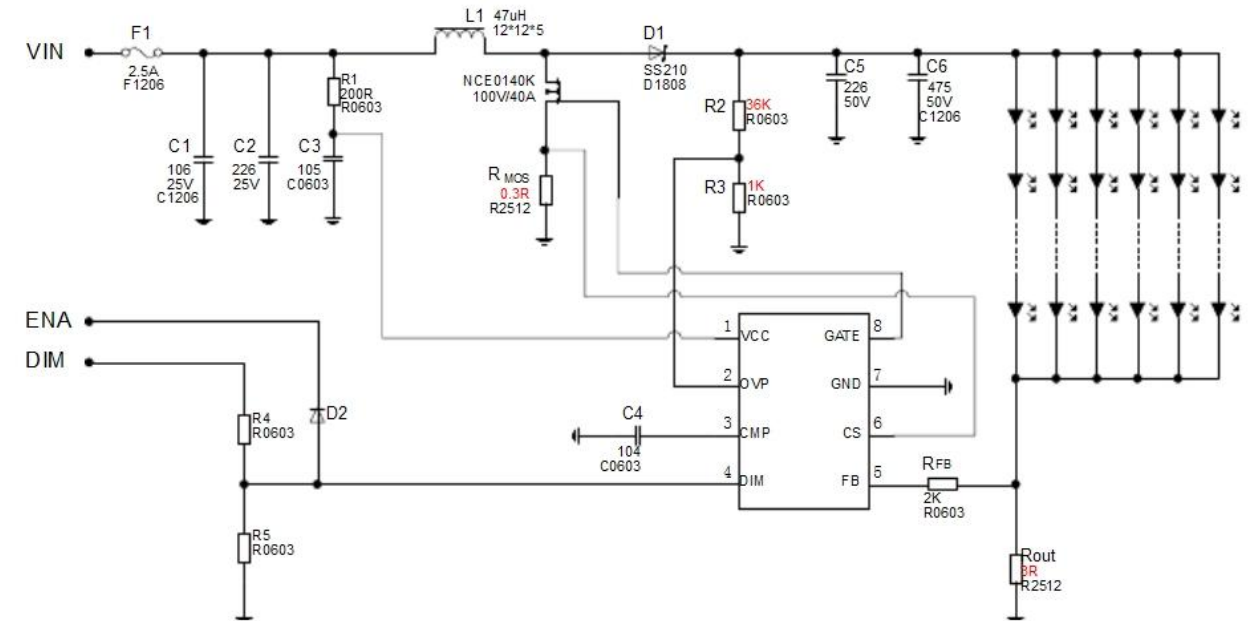 VIN
F1
2.5A
F1206
C1
106
25V
C1206
C2
226
25V
R1
200R
R0603
C3
105
C0603
L1 47uH
12*12*5
NCE0140K
100V/40A
R MOS
0.3R
R2512
D1
SS210
D1808
R2 36K
R0603
R3 1K
R0603
C5
226
50V
C6
475
50V
C1206
ENA
DIM
R4
R0603
D2
R5
R0603
C4
104
C0603
1 VCC
2 OVP
3 CMP
4 DIM
GATE 8
GND 7
CS 6
FB 5
RFB
2K
R0603
Rout
3R
R2512